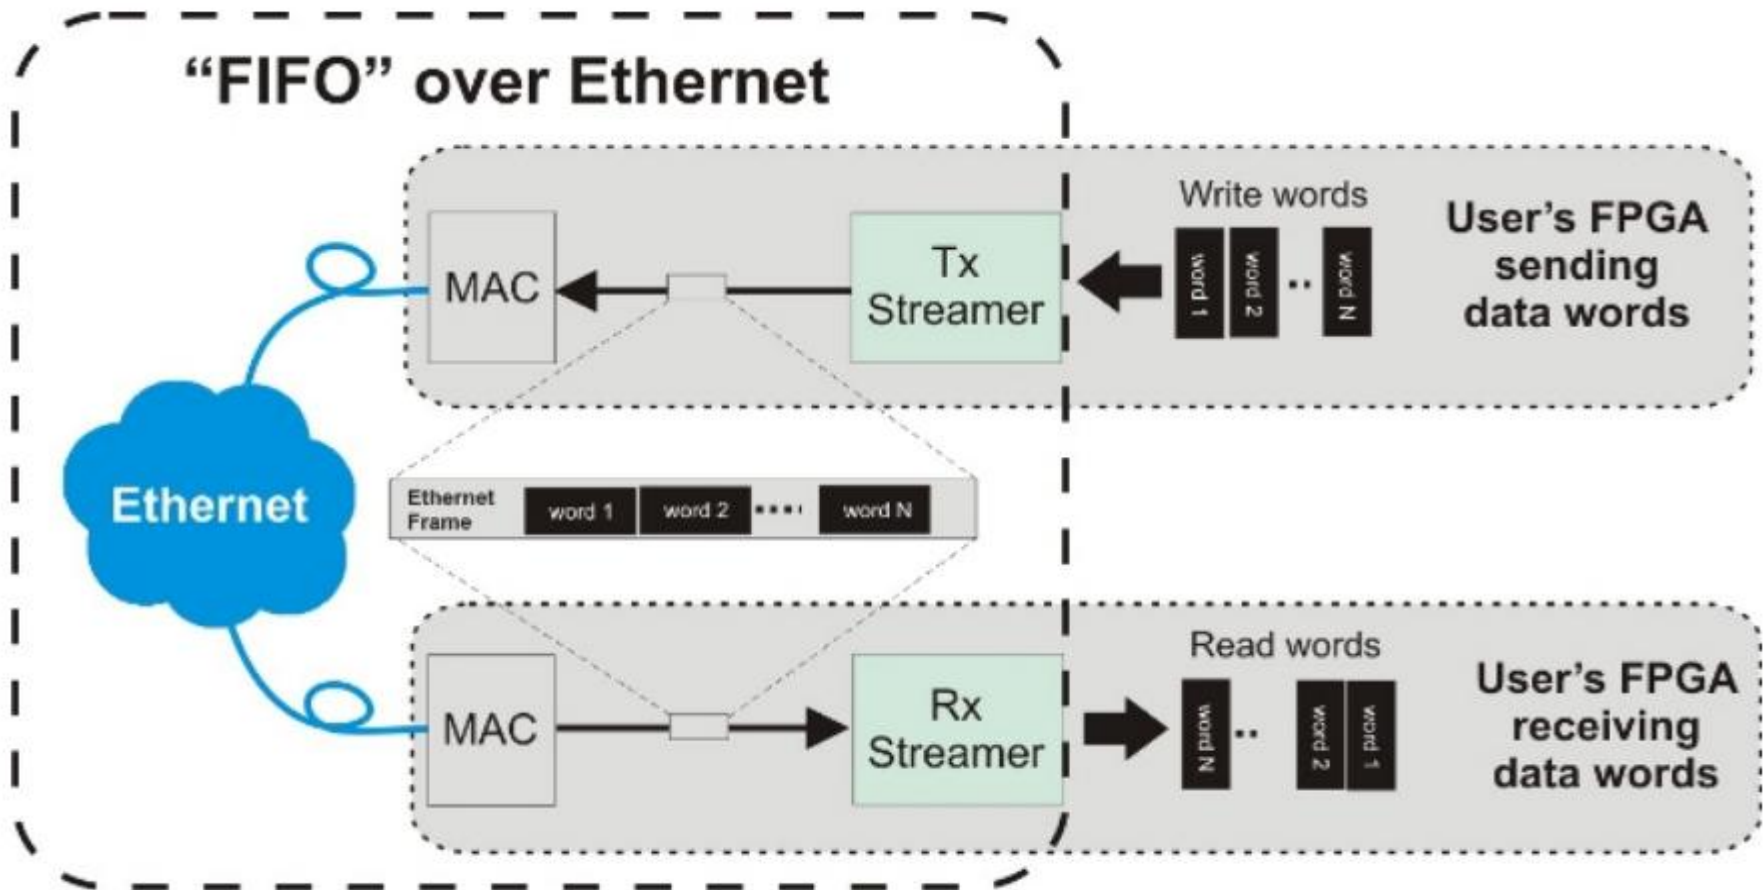 “FIFO” over Ethernet
Write words
User’s FPGA
sending
data words
MAC
Tx
Streamer
word 1
word 2
..
word N
Ethernet
Ethernet
Frame
word 1
word 2
....
word N
Read words
User’s FPGA
receiving
data words
MAC
Rx
Streamer
word N
..
word 2
word 1